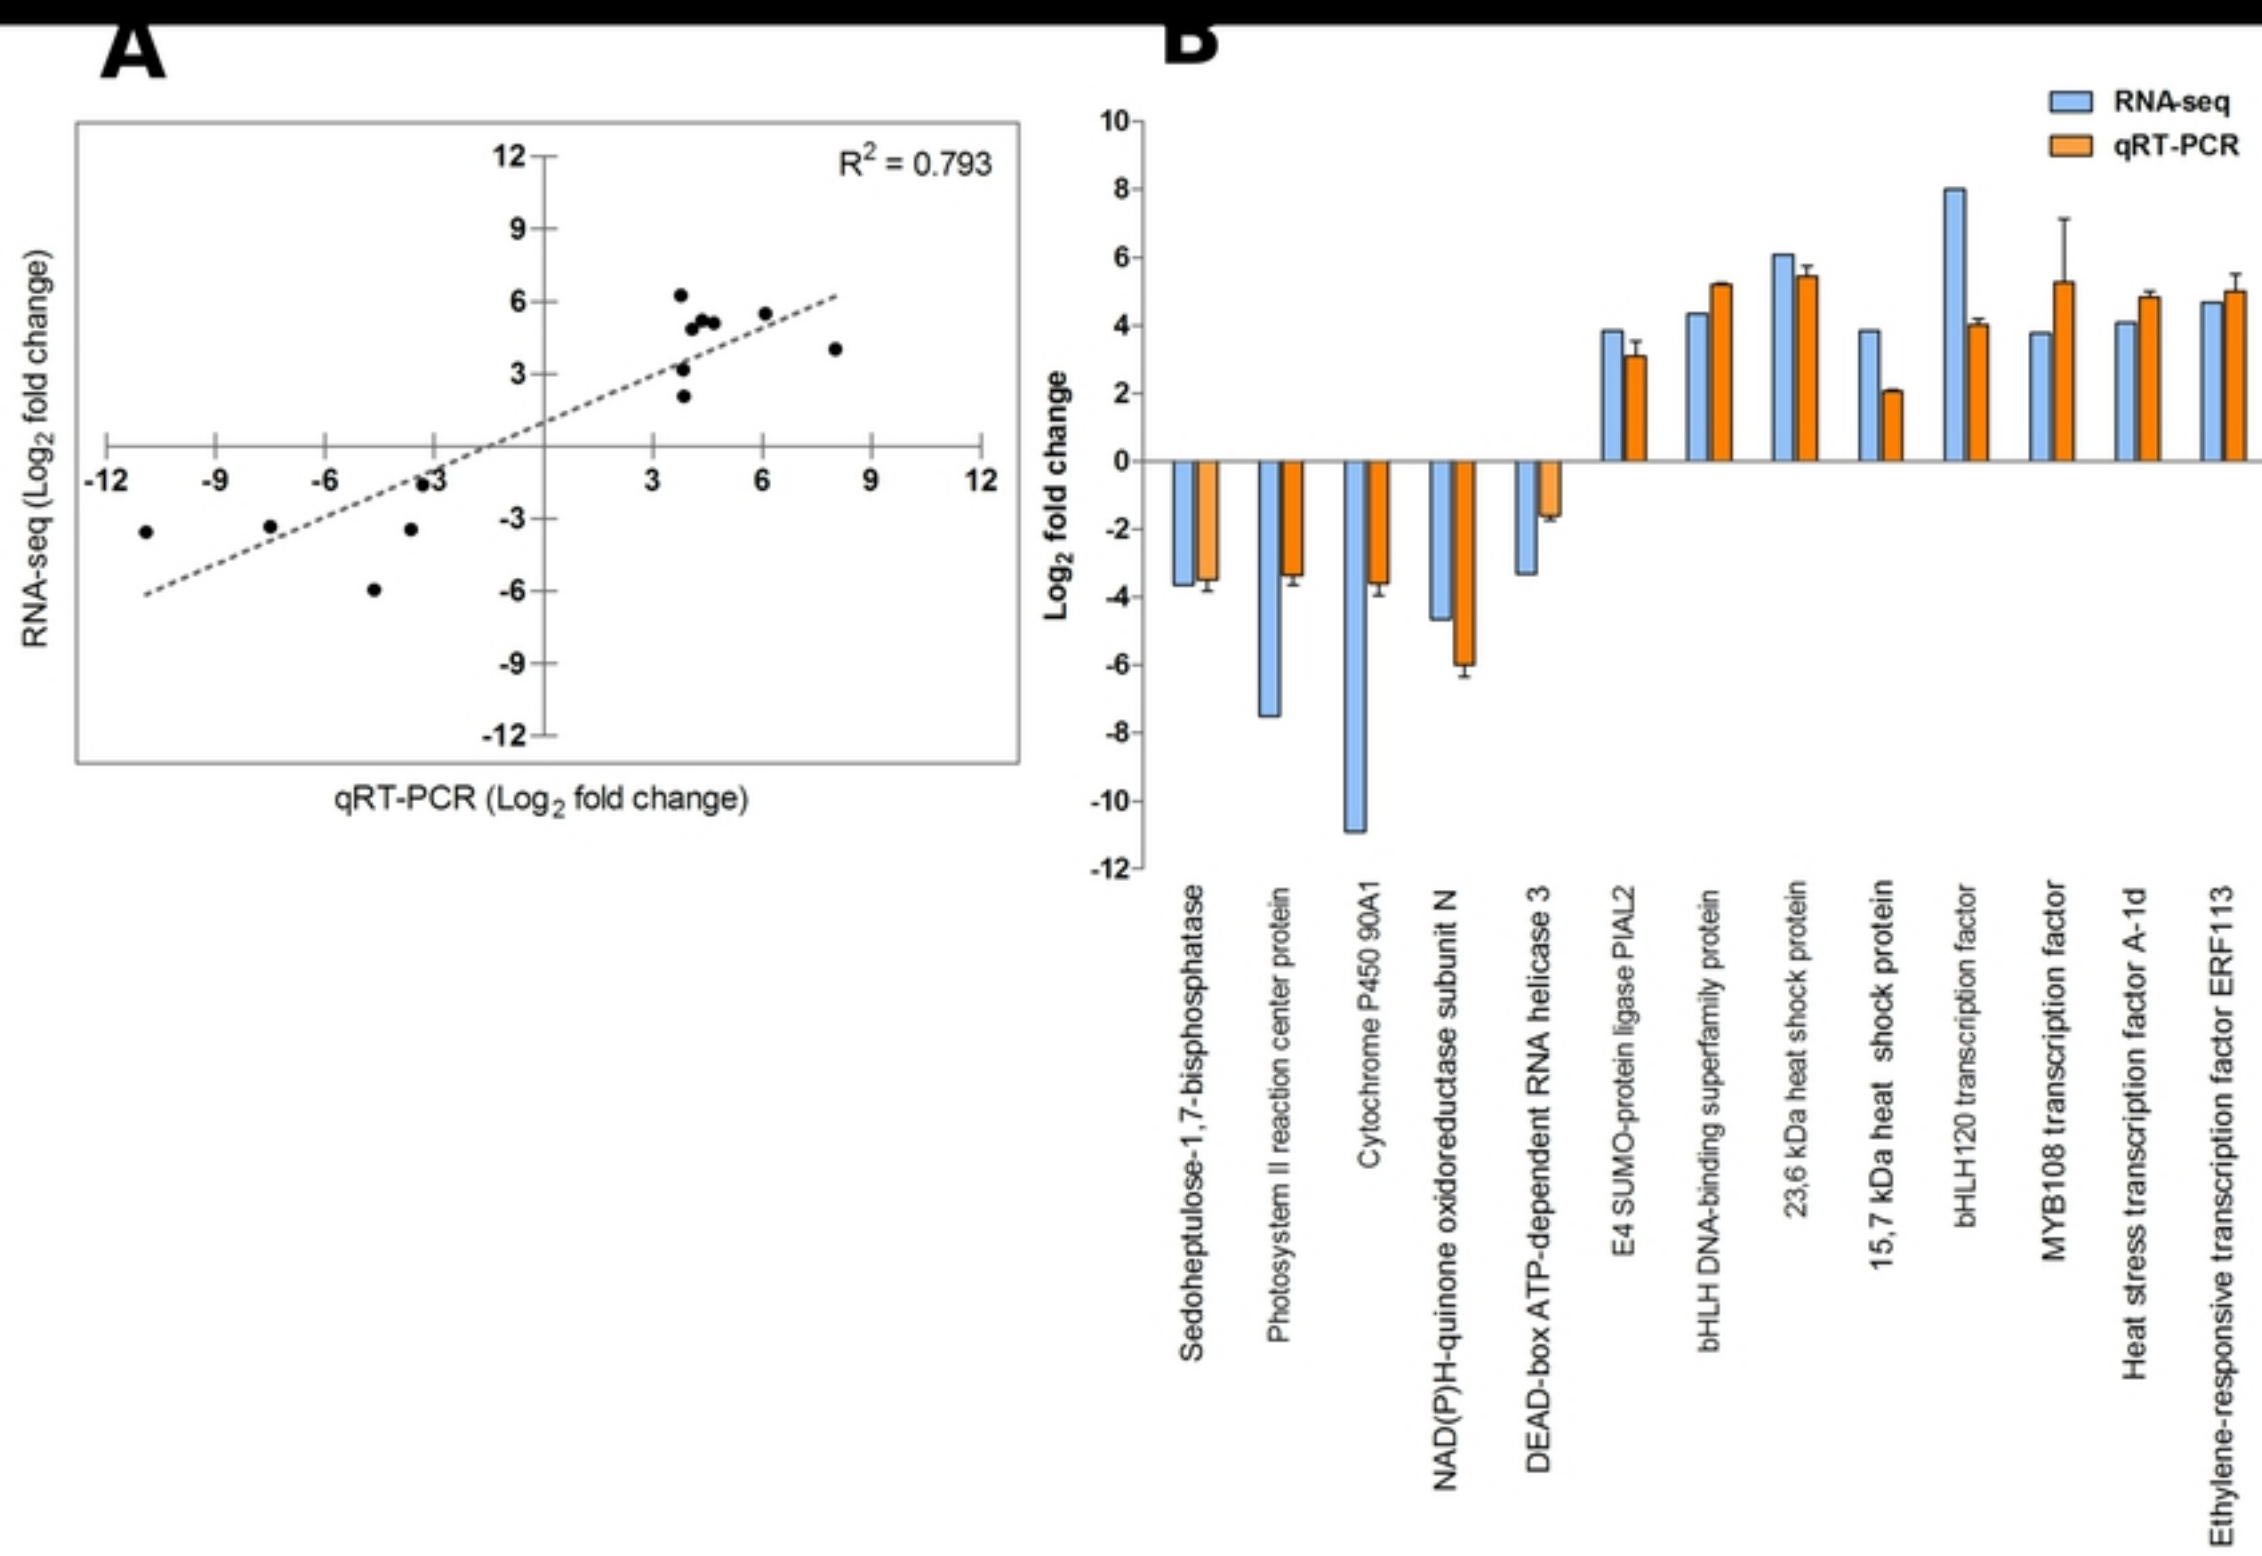 A
B
R2 = 0.793
12
9
6
3
-12
-9
-6
-3
3
6
9
12
-3
-6
-9
-12
RNA-seq (Log2 fold change)
qRT-PCR (Log2 fold change)
RNA-seq
qRT-PCR
10
8
6
4
2
0
-2
-4
-6
-8
-10
-12
Log2 fold change
Sedoheptulose-1,7-bisphosphatase
Photosystem II reaction center protein
Cytochrome P450 90A1
NAD(P)H-quinone oxidoreductase subunit N
DEAD-box ATP-dependent RNA helicase 3
E4 SUMO-protein ligase PIAL2
bHLH DNA-binding superfamily protein
23,6 kDa heat shock protein
15,7 kDa heat shock protein
bHLH120 transcription factor
MYB108 transcription factor
Heat stress transcription factor A-1d
Ethylene-responsive transcription factor ERF113